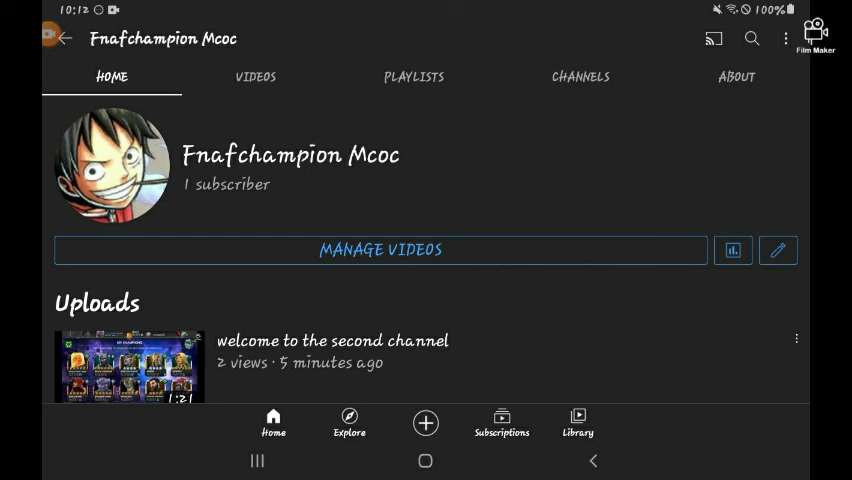 10:12
100%
Fnafchampion Mcoc
Film Maker
HOME
VIDEOS
PLAYLISTS
CHANNELS
ABOUT
Fnafchampion Mcoc
1 subscriber
MANAGE VIDEOS
Uploads
MY CHAMPIONS
1:21
welcome to the second channel
2 views · 5 minutes ago
Home
Explore
Subscriptions
Library